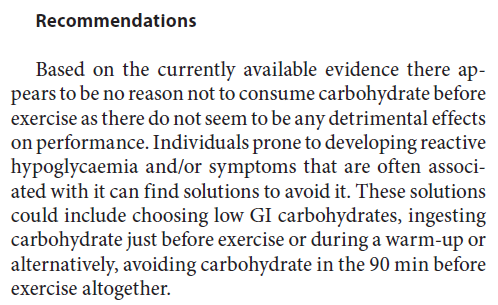 Recommendations
Based on the currently available evidence there ap-
pears to be no reason not to consume carbohydrate before
exercise as there do not seem to be any detrimental effects
on performance. Individuals prone to developing reactive
hypoglycaemia and/or symptoms that are often associ-
ated with it can find solutions to avoid it. These solutions
could include choosing low GI carbohydrates, ingesting
carbohydrate just before exercise or during a warm-up or
alternatively, avoiding carbohydrate in the 90 min before
exercise altogether.